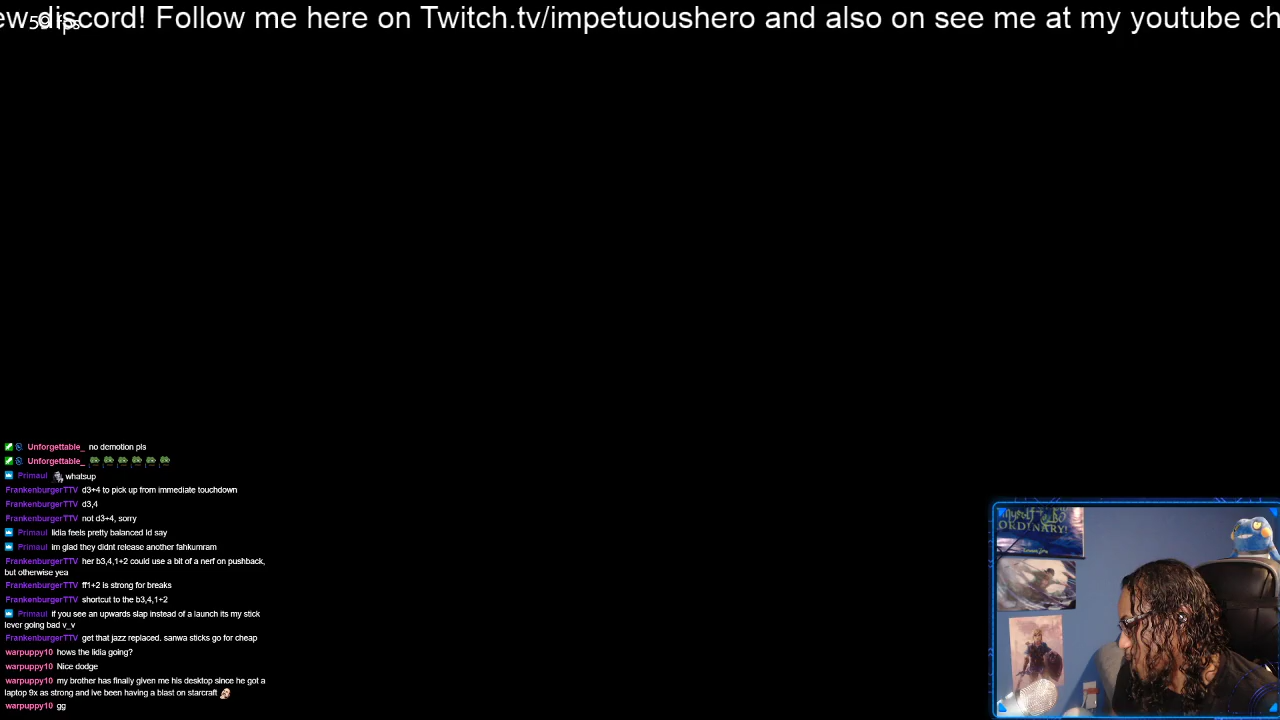 ew discord! Follow me here on Twitch.tv/impetuoushero and also on see me at my youtube ch
59 fps
Unforgettable_ no demotion pls
Unforgettable_
Primaul whatsup
FrankenburgerTTV d3+4 to pick up from immediate touchdown
FrankenburgerTTV d3,4
FrankenburgerTTV not d3+4, sorry
Primaul lidia feels pretty balanced Id say
Primaul im glad they didnt release another fahkumram
FrankenburgerTTV her b3,4,1+2 could use a bit of a nerf on pushback,
but otherwise yea
FrankenburgerTTV ff1+2 is strong for breaks
FrankenburgerTTV shortcut to the b3,4,1+2
Primaul if you see an upwards slap instead of a launch its my stick
lever going bad v_v
FrankenburgerTTV get that jazz replaced. sanwa sticks go for cheap
warpuppy10 hows the lidia going?
warpuppy10 Nice dodge
warpuppy10 my brother has finally given me his desktop since he got a
laptop 9x as strong and ive been having a blast on starcraft
warpuppy10 gg
ORDINARY!